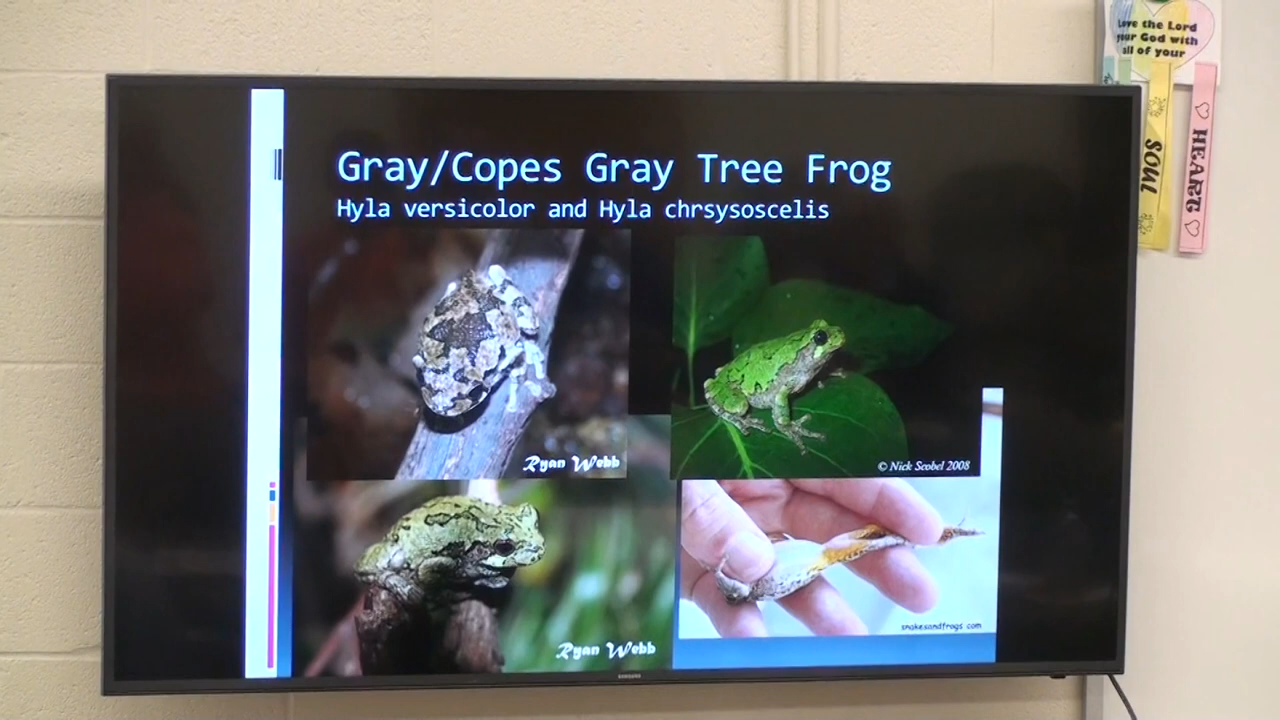 Love the Lord
your God with
all of your
SOUL
HEART
Gray/Copes Gray Tree Frog
Hyla versicolor and Hyla chrsysoscelis
Ryan Webb
© Nick Scobel 2008
Ryan Webb
snakesandfrogs.com
SAMSUNG